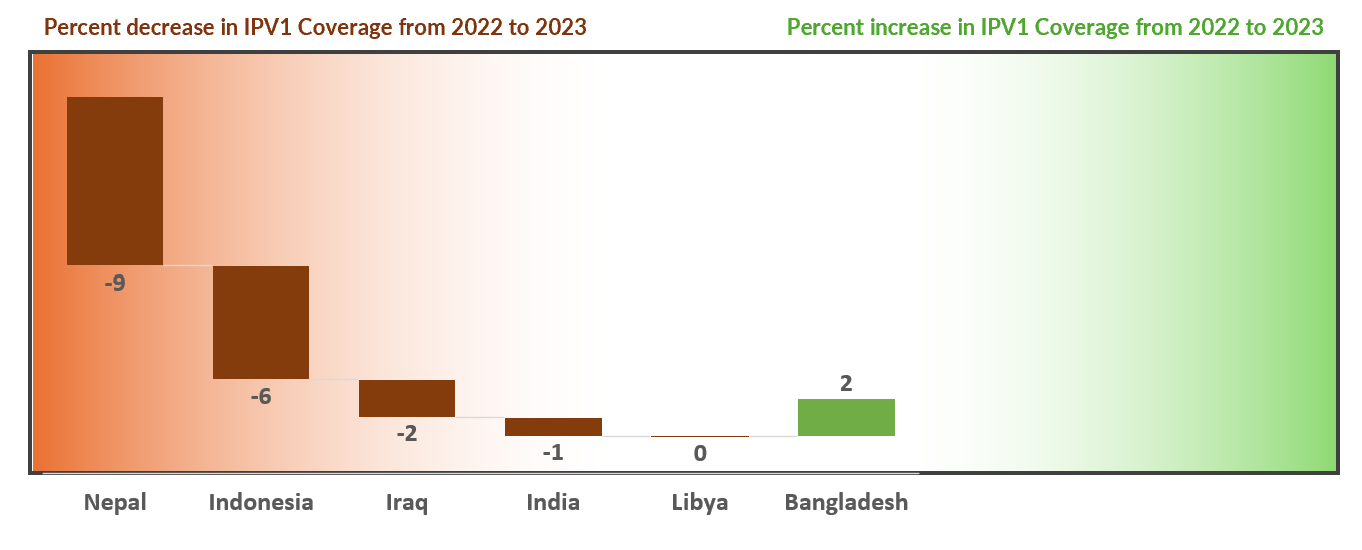 Percent decrease in IPV1 Coverage from 2022 to 2023
Percent increase in IPV1 Coverage from 2022 to 2023
-9
-6
-2
-1
0
2
Nepal
Indonesia
Iraq
India
Libya
Bangladesh